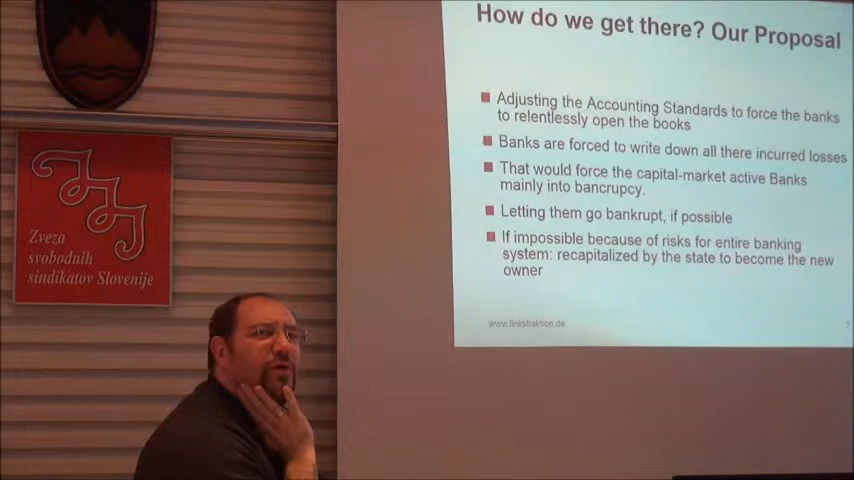 How do we get there? Our Proposal
Adjusting the Accounting Standards to force the banks
to relentlessly open the books
Banks are forced to write down all there incurred losses
That would force the capital-market active Banks
mainly into bancrupcy.
Letting them go bankrupt, if possible
If impossible because of risks for entire banking
system: recapitalized by the state to become the new
owner
www.linksfraktion.de
Zveza
svobodnih
sindikatov Slovenije